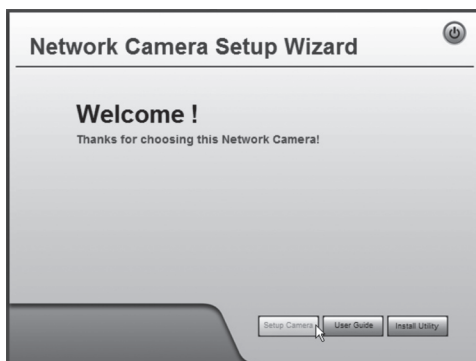 Network Camera Setup Wizard
Welcome !
Thanks for choosing this Network Camera!
Setup Camera
User Guide
Install Utility